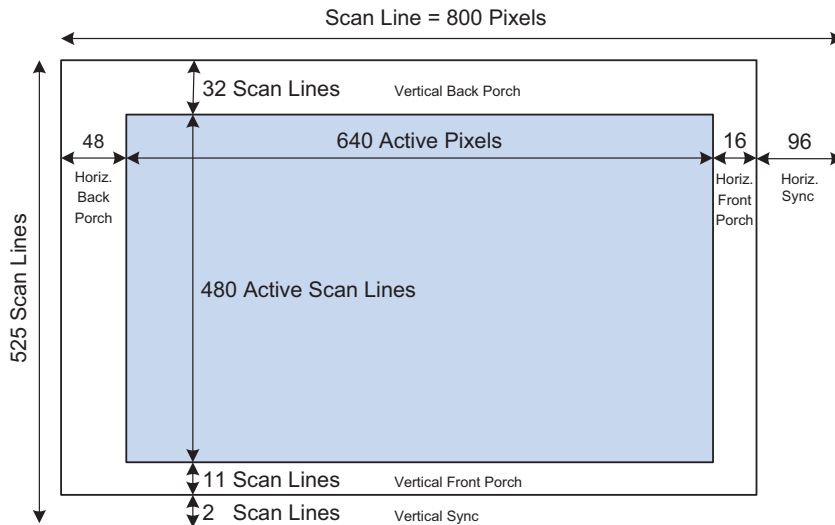 Scan Line = 800 Pixels
32 Scan Lines Vertical Back Porch
48
640 Active Pixels
16
96
Horiz.
Back
Porch
Horiz.
Front
Porch
Horiz.
Sync
525 Scan Lines
480 Active Scan Lines
11 Scan Lines Vertical Front Porch
2 Scan Lines Vertical Sync